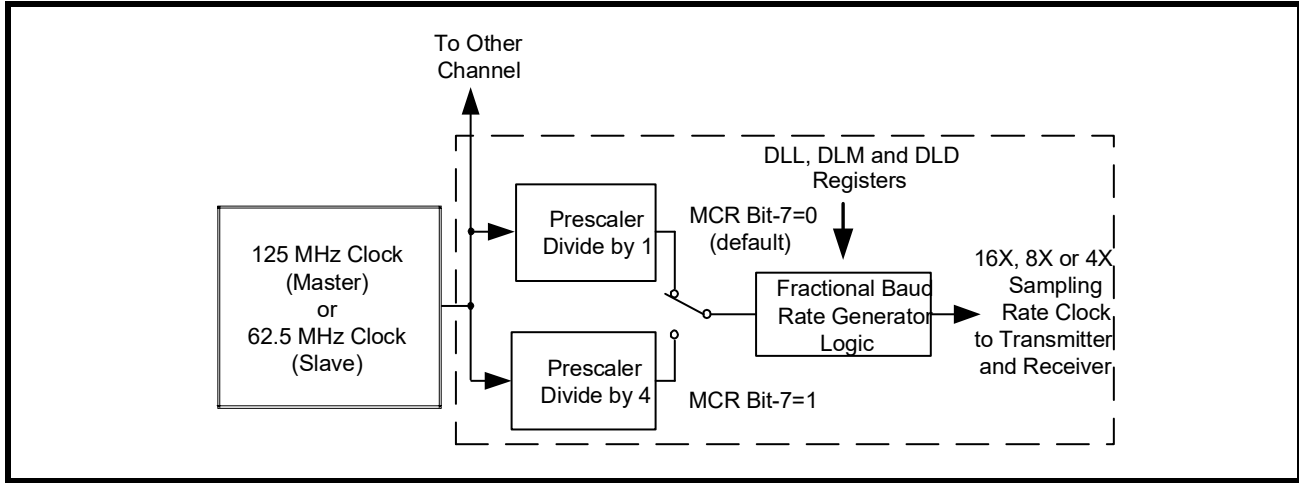 To Other
Channel
DLL, DLM and DLD
Registers
125 MHz Clock
(Master)
or
62.5 MHz Clock
(Slave)
Prescaler
Divide by 1
MCR Bit-7=0
(default)
Fractional Baud
Rate Generator
Logic
16X, 8X or 4X
Sampling
Rate Clock
to Transmitter
and Receiver
Prescaler
Divide by 4
MCR Bit-7=1